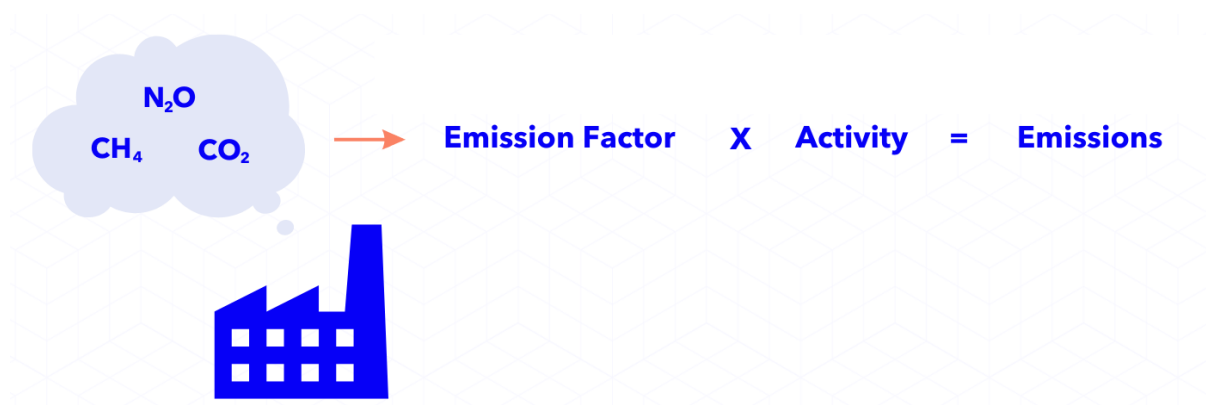 N₂O
CH₄ CO₂
Emission Factor X Activity = Emissions